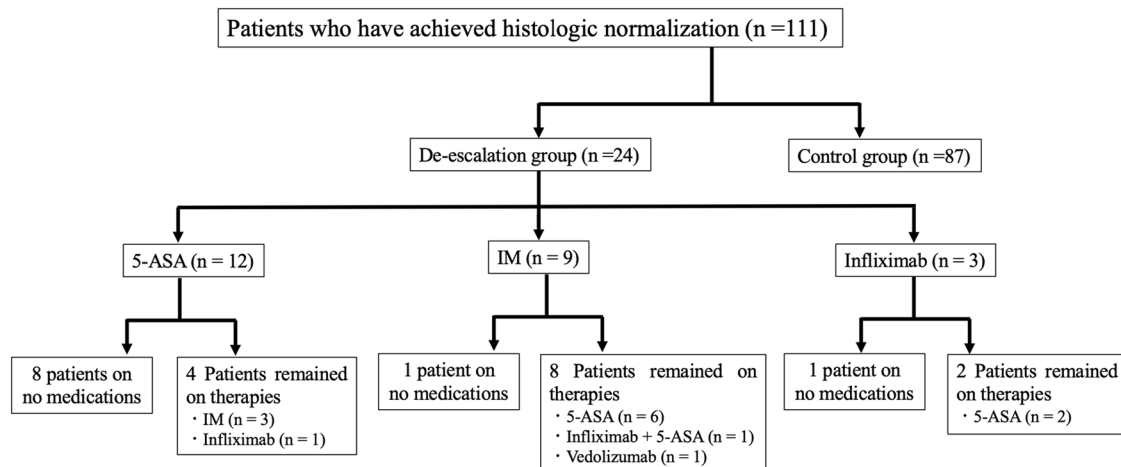 Patients who have achieved histologic normalization (n =111)
De-escalation group (n =24)
Control group (n =87)
5-ASA (n = 12)
IM (n = 9)
Infliximab (n = 3)
8 patients on
no medications
4 Patients remained
on therapies
・IM (n = 3)
・Infliximab (n = 1)
1 patient on
no medications
8 Patients remained on
therapies
・5-ASA (n = 6)
・Infliximab + 5-ASA (n = 1)
・Vedolizumab (n = 1)
1 patient on
no medications
2 Patients remained
on therapies
・5-ASA (n = 2)